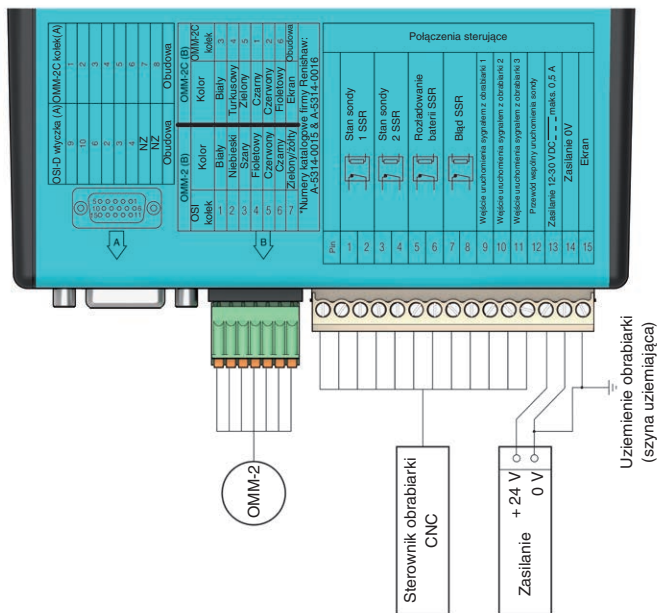 OSI-D wtyczka (A) OMM-2C kołek(A)
9 1
10 2
6 3
2 5
3 4
4 6
NZ 7
NZ 8
Obudowa Obudowa
A
OMM-2 (B) OMM-2C (B)
OSI kołek Kolor Kolor OMM-2C kołek
1 Biały Biały 3
2 Niebieski Turkusowy 4
3 Szary Zielony 5
4 Fioletowy Czarny 1
5 Czerwony Czerwony 2
6 Czarny Fioletowy 6
7 Zielony/żółty Ekran Obudowa
*Numery katalogowe firmy Renishaw:
A-5314-0015 & A-5314-0016
B
Połączenia sterujące
Pin
1 2 Stan sondy
1 SSR
3 4 Stan sondy
2 SSR
5 6 Rozładowanie
baterii SSR
7 8 Błąd SSR
9 Wejście uruchomienia sygnałem z obrabiarki 1
10 Wejście uruchomienia sygnałem z obrabiarki 2
11 Wejście uruchomienia sygnałem z obrabiarki 3
12 Przewód wspólny uruchomienia sondy
13 Zasilanie 12-30 VDC maks. 0,5 A
14 Zasilanie 0V
15 Ekran
OMM-2
Sterownik obrabiarki
CNC
+ 24 V
0 V
Zasilanie
Uziemienie obrabiarki
(szyna uziemiająca)